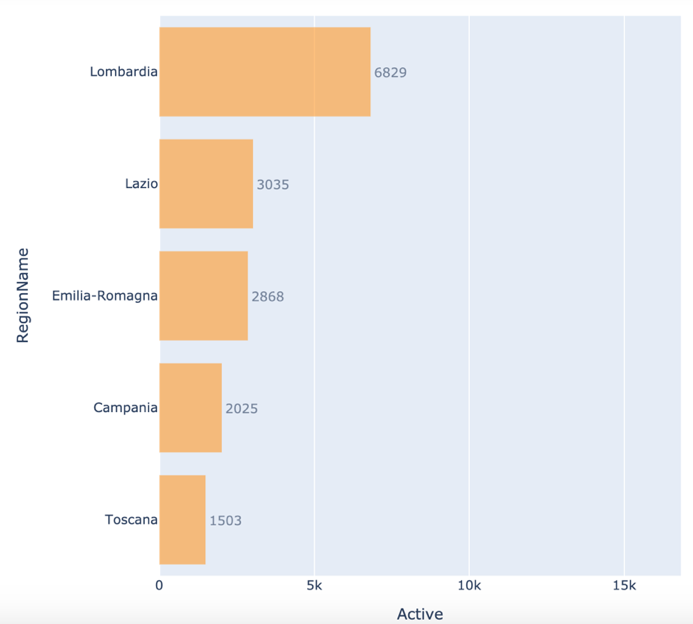 RegionName
Lombardia 6829
Lazio 3035
Emilia-Romagna 2868
Campania 2025
Toscana 1503
0 5k 10k 15k
Active